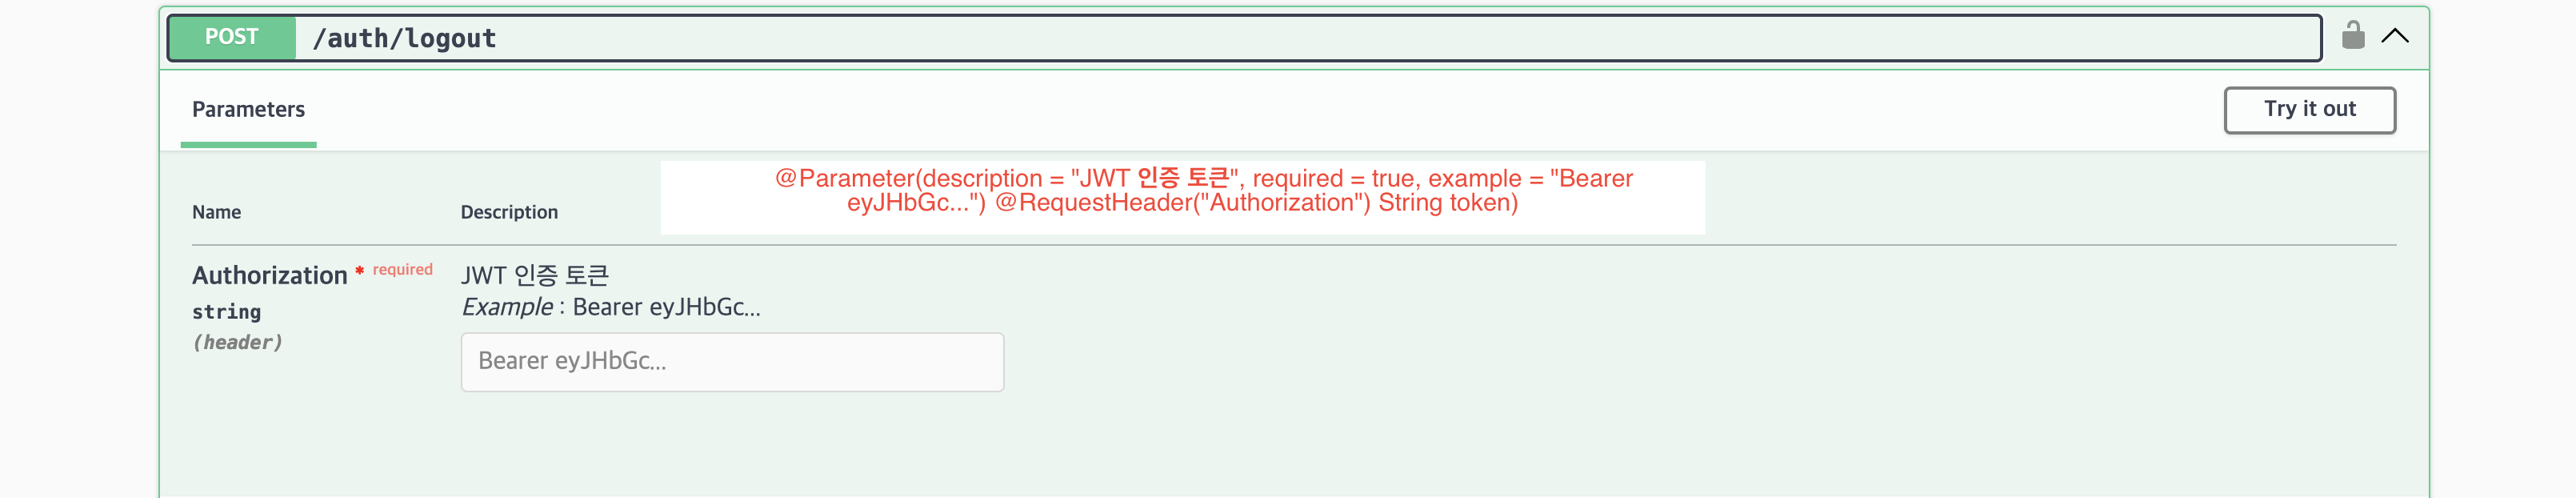 POST /auth/logout
Parameters
Try it out
@Parameter(description = "JWT 인증 토큰", required = true, example = "Bearer
eyJHbGc...") @RequestHeader("Authorization") String token)
Name Description
Authorization * required
string
(header)
JWT 인증 토큰
Example : Bearer eyJHbGc...
Bearer eyJHbGc...